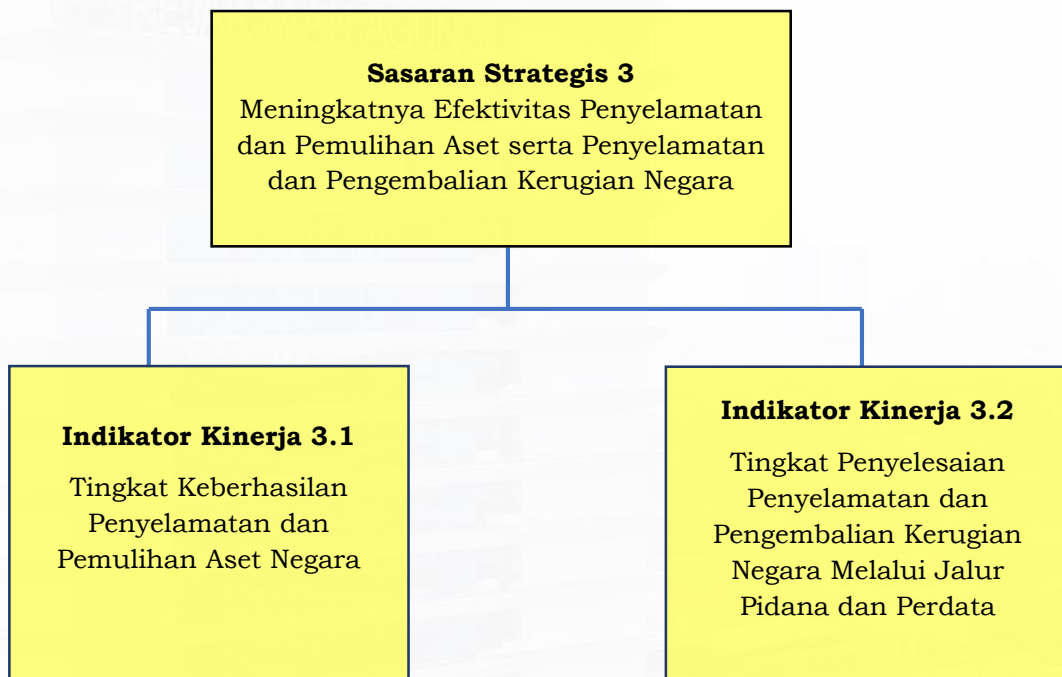 Sasaran Strategis 3
Meningkatnya Efektivitas Penyelamatan
dan Pemulihan Aset serta Penyelamatan
dan Pengembalian Kerugian Negara
Indikator Kinerja 3.1
Tingkat Keberhasilan
Penyelamatan dan
Pemulihan Aset Negara
Indikator Kinerja 3.2
Tingkat Penyelesaian
Penyelamatan dan
Pengembalian Kerugian
Negara Melalui Jalur
Pidana dan Perdata